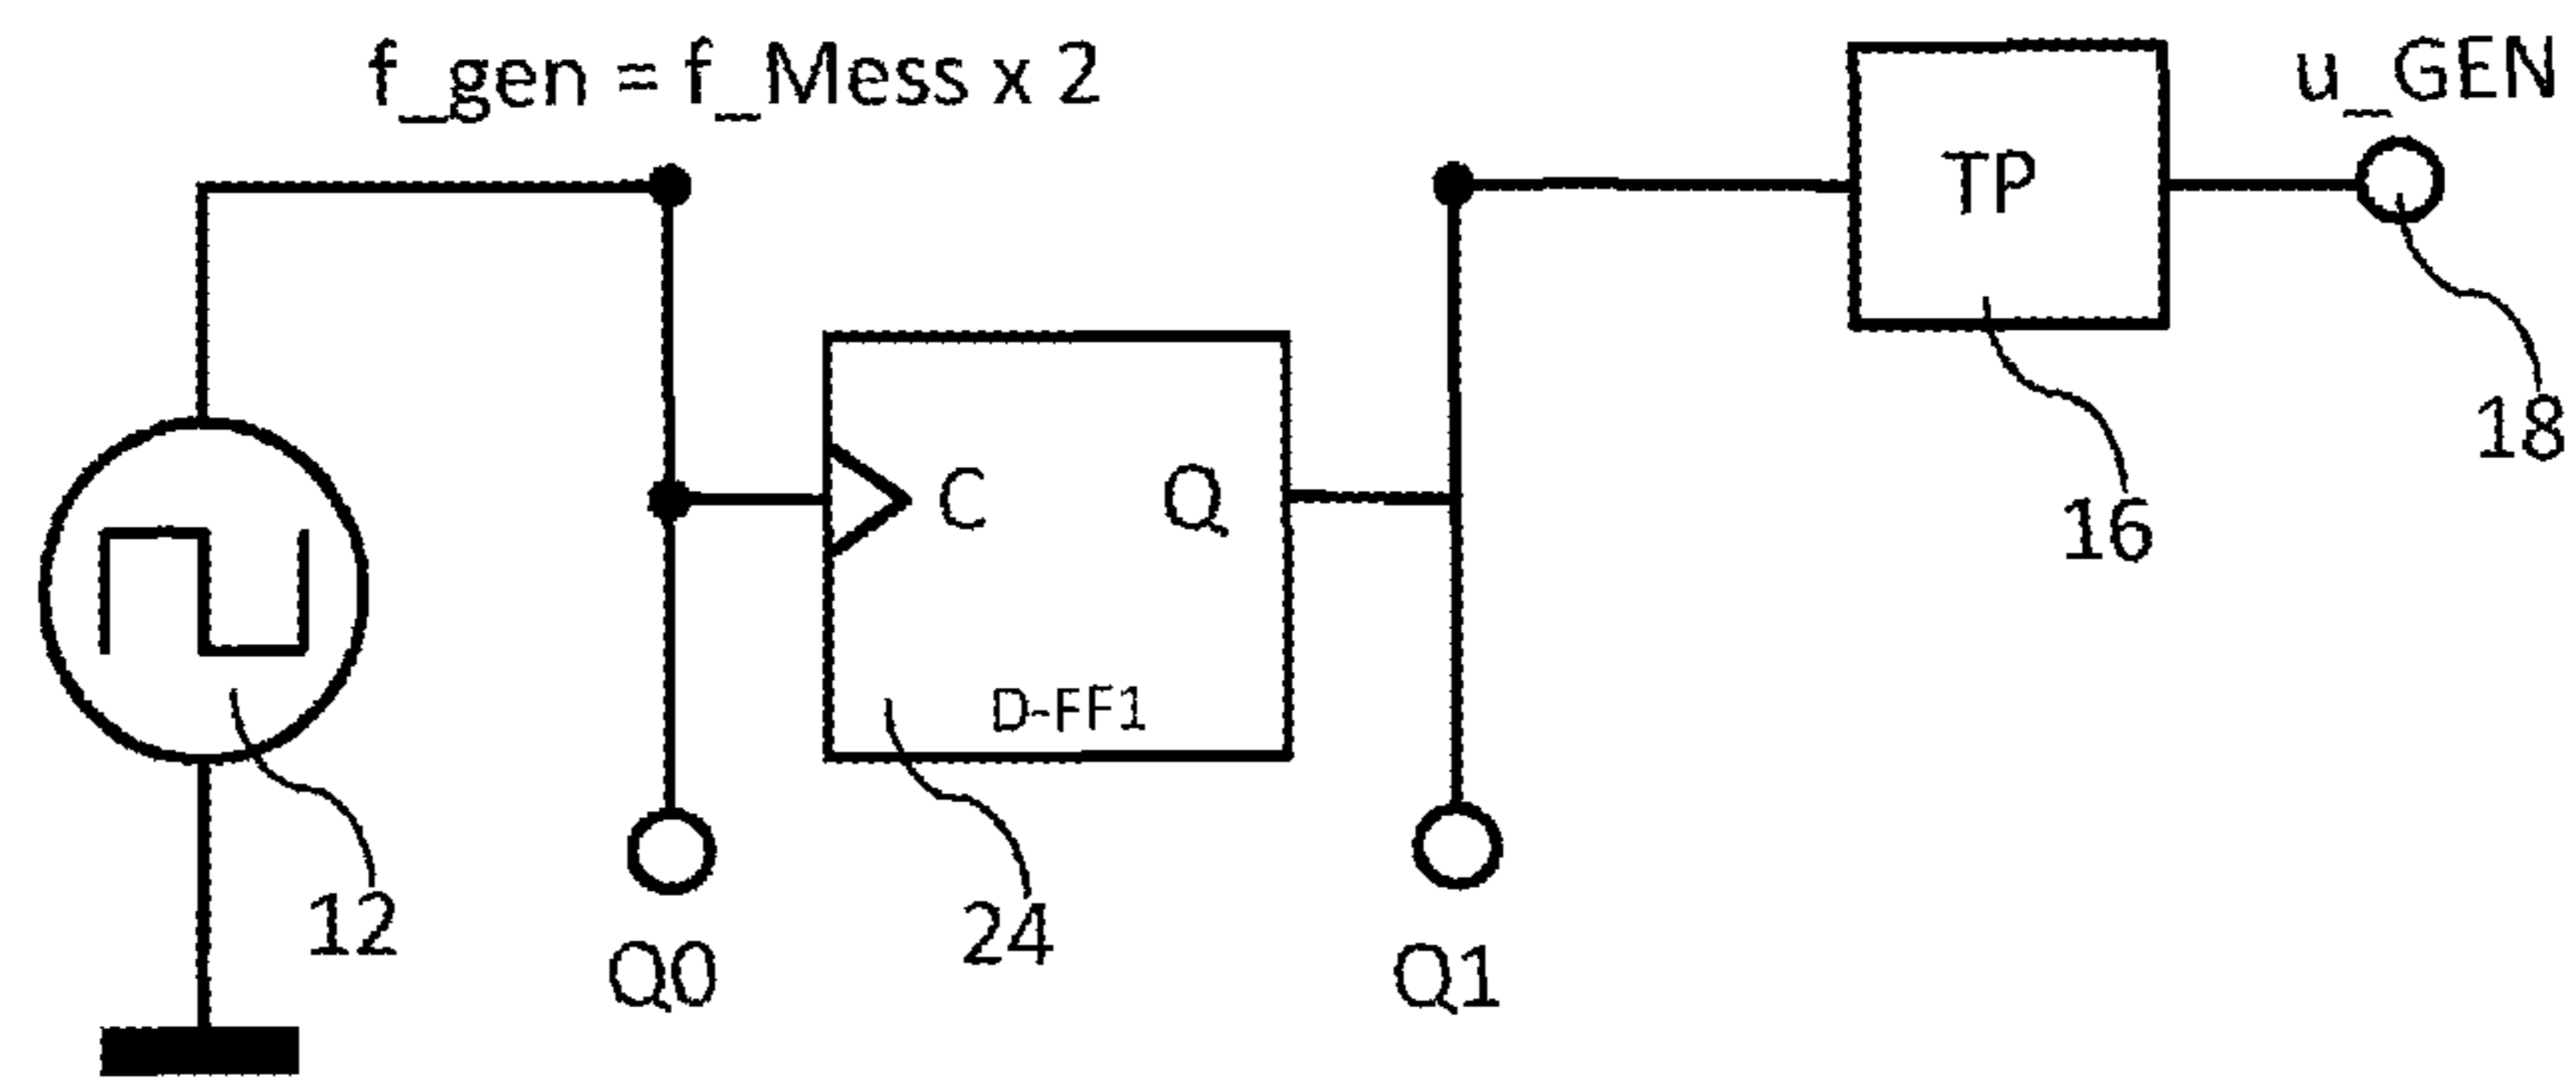 f_gen = f_Mess x 2
u_GEN
TP
18
C
Q
16
D-FF1
12
24
Q0
Q1